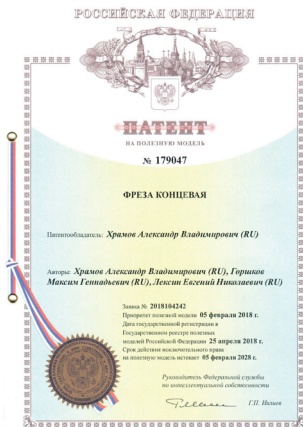 РОССИЙСКАЯ ФЕДЕРАЦИЯ
ПАТЕНТ
НА ПОЛЕЗНУЮ МОДЕЛЬ
№ 179047
ФРЕЗА КОНЦЕВАЯ
Патентообладатель: Храмов Александр Владимирович (RU)
Авторы: Храмов Александр Владимирович (RU), Горшков
Максим Геннадьевич (RU), Лексин Евгений Николаевич (RU)
Заявка № 2018104242
Приоритет полезной модели 05 февраля 2018 г.
Дата государственной регистрации в
Государственном реестре полезных
моделей Российской Федерации 25 апреля 2018 г.
Срок действия исключительного права
на полезную модель истекает 05 февраля 2028 г.
Руководитель Федеральной службы
по интеллектуальной собственности
Г.П. Ивлиев